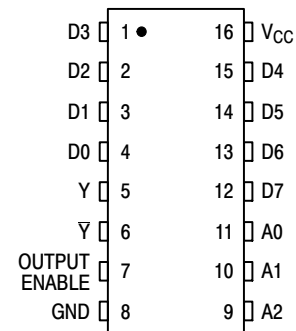 D3 1 16 VCC
D2 2 15 D4
D1 3 14 D5
D0 4 13 D6
Y 5 12 D7
Y̅ 6 11 A0
OUTPUT ENABLE 7 10 A1
GND 8 9 A2